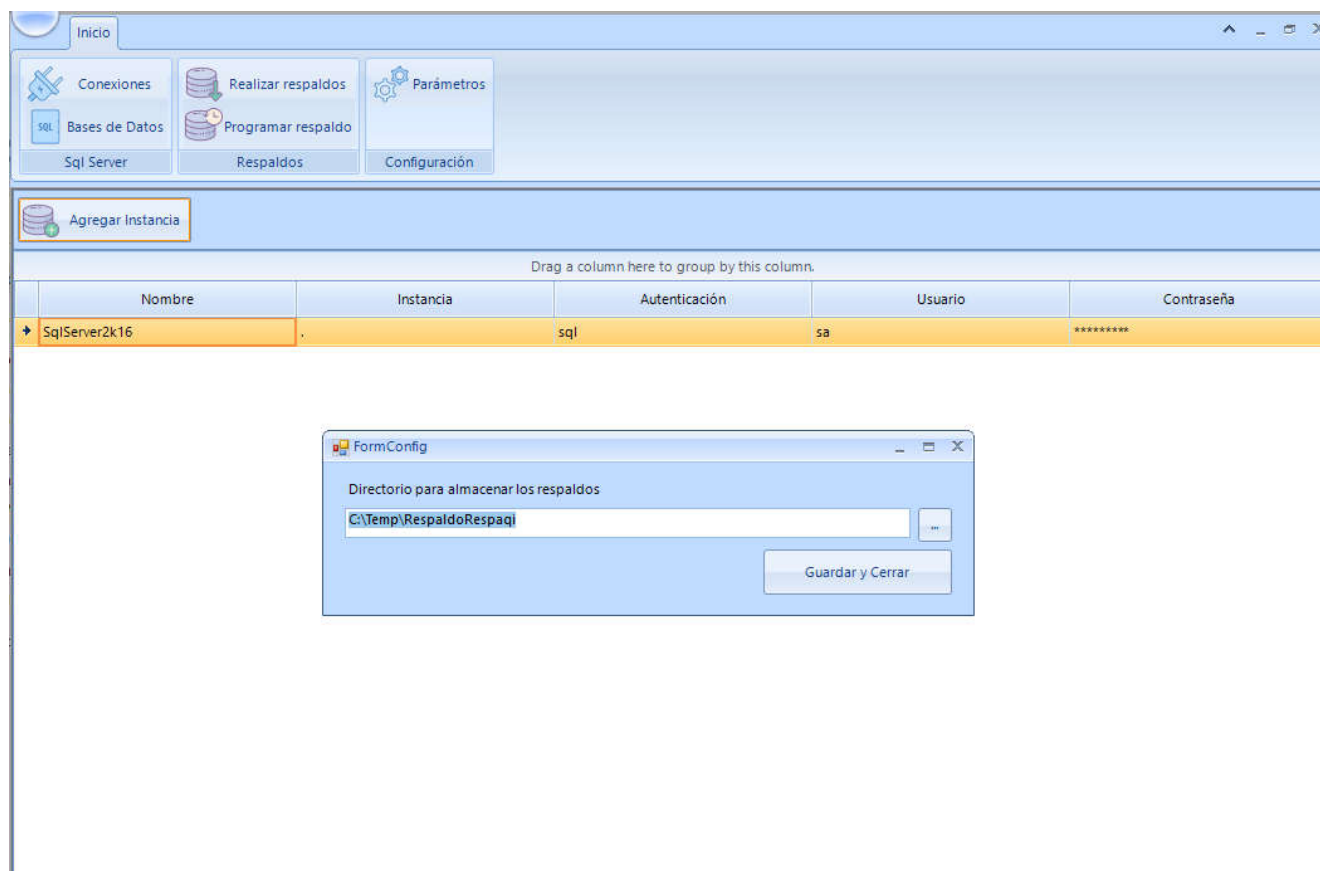 Inicio
Conexiones
Realizar respaldos
Parámetros
SQL
Bases de Datos
Programar respaldo
Sql Server
Respaldos
Configuración
Agregar Instancia
Drag a column here to group by this column.
Nombre Instancia Autenticación Usuario Contraseña
SqlServer2k16 . sql sa *********
FormConfig
Directorio para almacenar los respaldos
C:\Temp\RespaldoRespaqi
...
Guardar y Cerrar